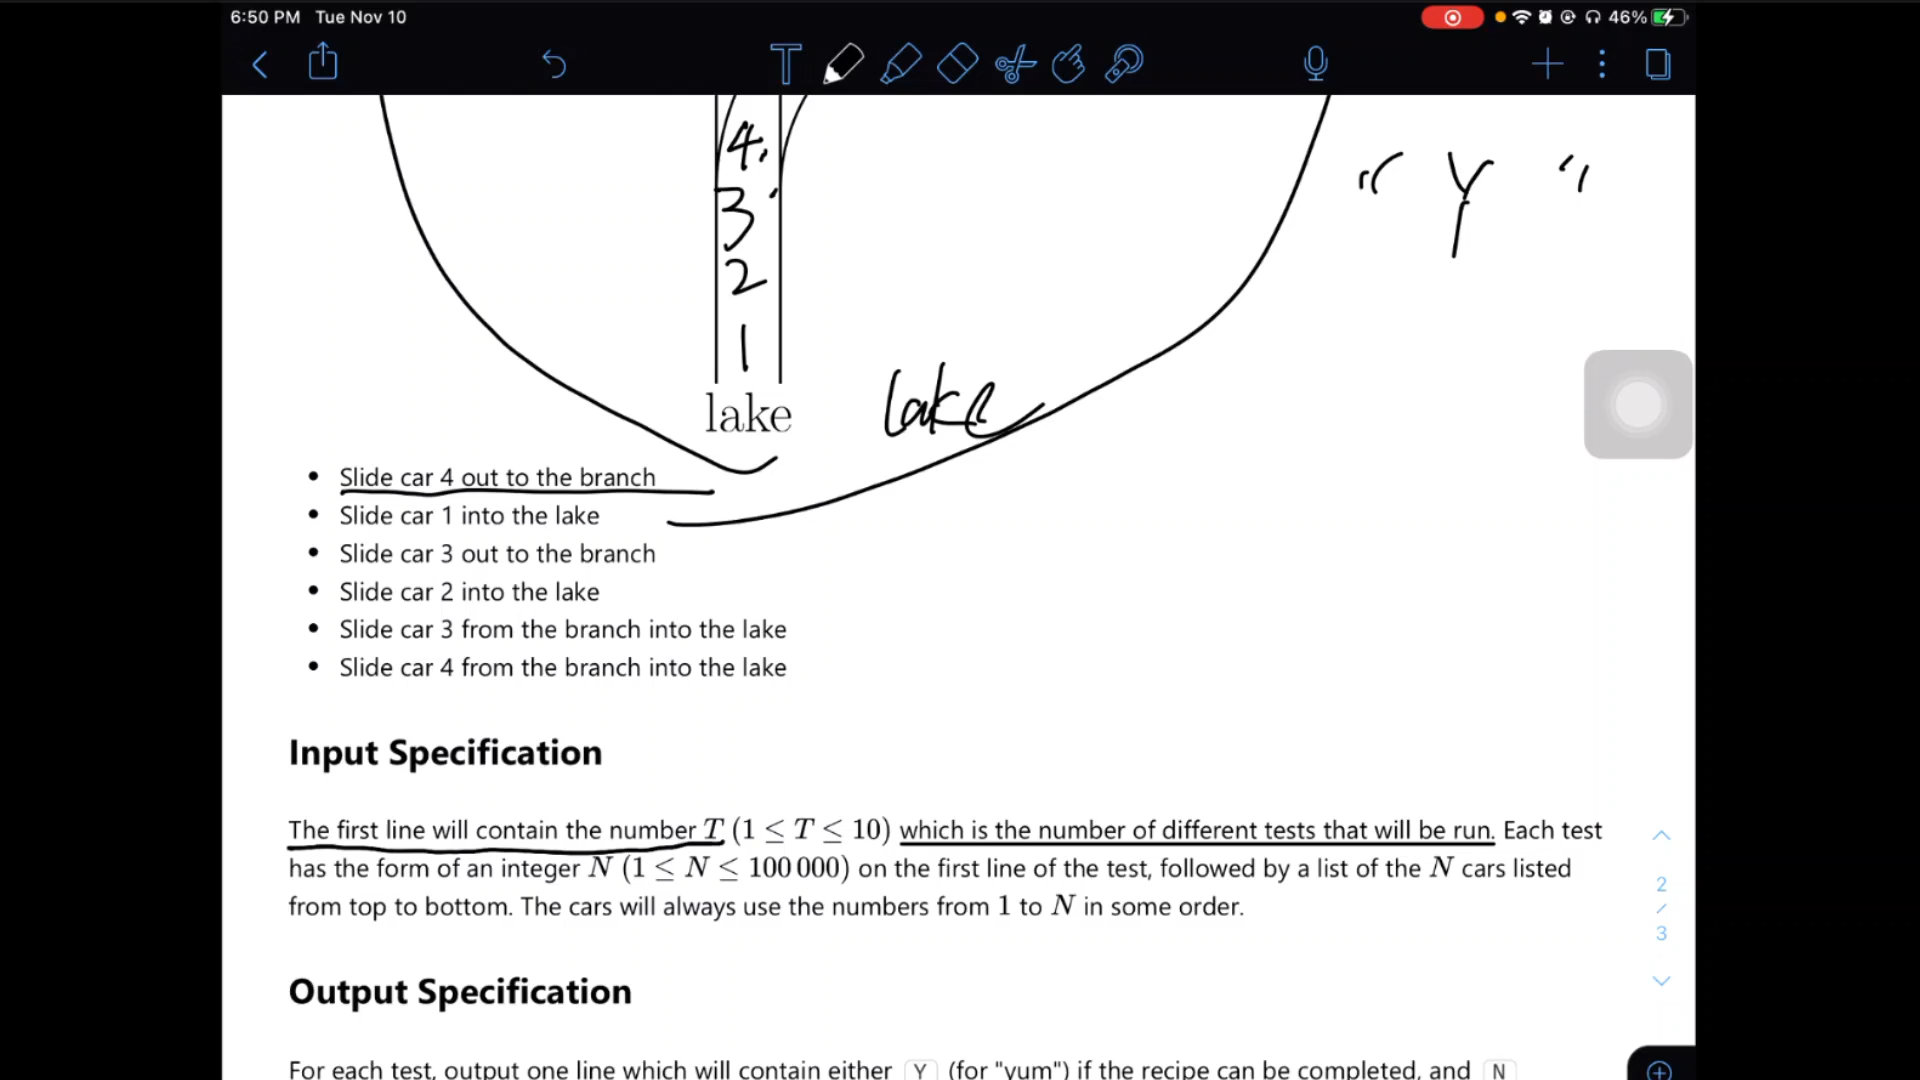 6:50 PM Tue Nov 10
46%
T
4
3
2
1
lake
lake
" Y "
• Slide car 4 out to the branch
• Slide car 1 into the lake
• Slide car 3 out to the branch
• Slide car 2 into the lake
• Slide car 3 from the branch into the lake
• Slide car 4 from the branch into the lake
Input Specification
The first line will contain the number T (1 ≤ T ≤ 10) which is the number of different tests that will be run. Each test
has the form of an integer N (1 ≤ N ≤ 100 000) on the first line of the test, followed by a list of the N cars listed
from top to bottom. The cars will always use the numbers from 1 to N in some order.
2
/
3
Output Specification
For each test, output one line which will contain either Y (for "yum") if the recipe can be completed, and N